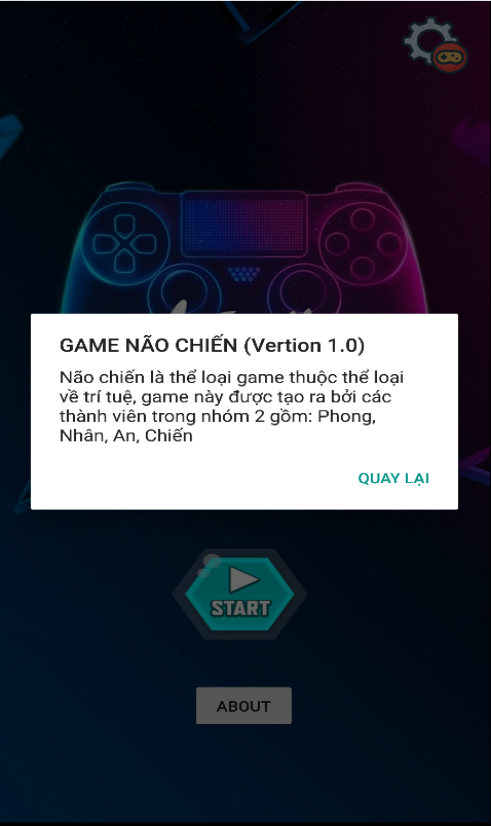 GAME NÃO CHIẾN (Vertion 1.0)
Não chiến là thể loại game thuộc thể loại
về trí tuệ, game này được tạo ra bởi các
thành viên trong nhóm 2 gồm: Phong,
Nhân, An, Chiến
QUAY LẠI
START
ABOUT